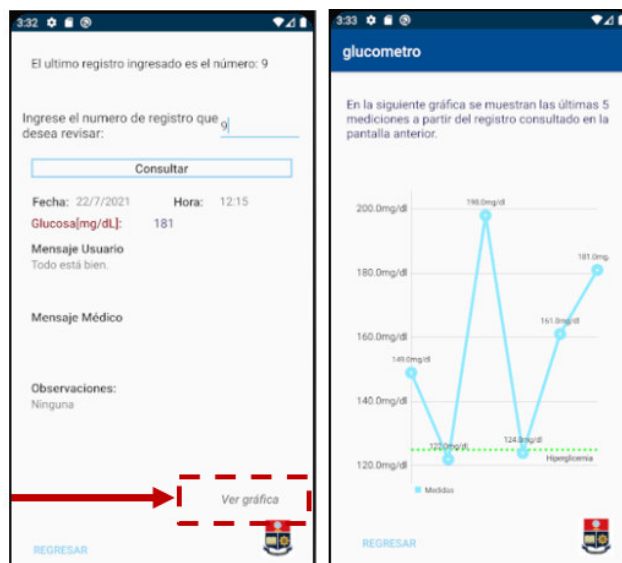 3:32
El ultimo registro ingresado es el número: 9
Ingrese el numero de registro que
desea revisar:
9
Consultar
Fecha: 22/7/2021 Hora: 12:15
Glucosa[mg/dL]: 181
Mensaje Usuario
Todo está bien.
Mensaje Médico
Observaciones:
Ninguna
Ver gráfica
REGRESAR
3:33
glucometro
En la siguiente gráfica se muestran las últimas 5
mediciones a partir del registro consultado en la
pantalla anterior.
200.0mg/dl
198.0mg/dl
181.0mg,
180.0mg/dl
161.0mg/dl
160.0mg/dl
149.0mg/dl
140.0mg/dl
122.0mg/dl
124.0mg/dl
Hiperglicemia
120.0mg/dl
Medidas
REGRESAR